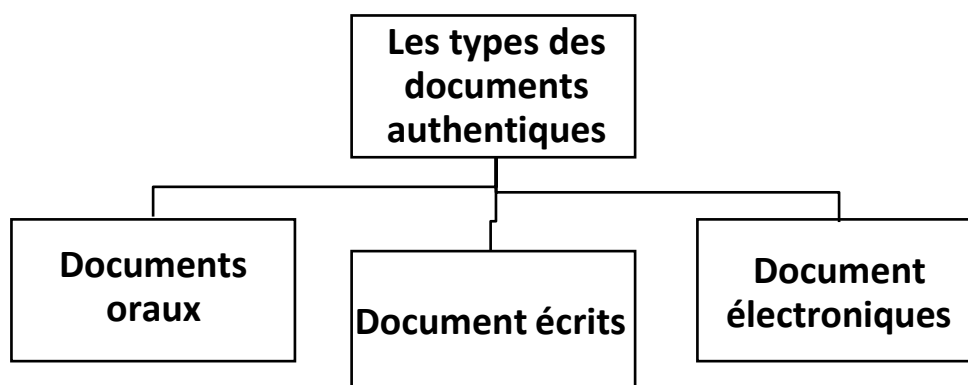 Les types des
documents
authentiques
Documents
oraux
Document écrits
Document
électroniques